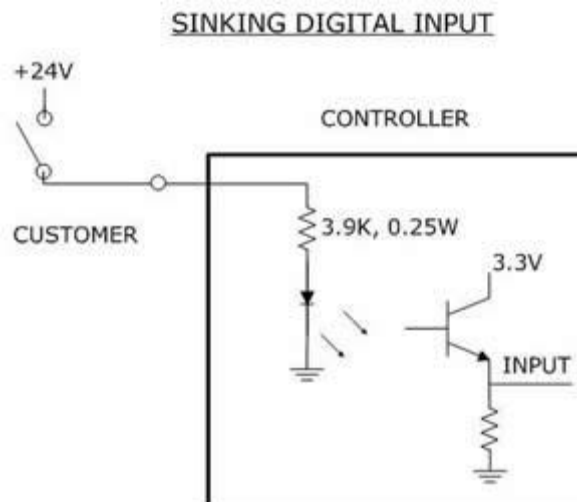 SINKING DIGITAL INPUT
+24V
CONTROLLER
3.9K, 0.25W
CUSTOMER
3.3V
INPUT